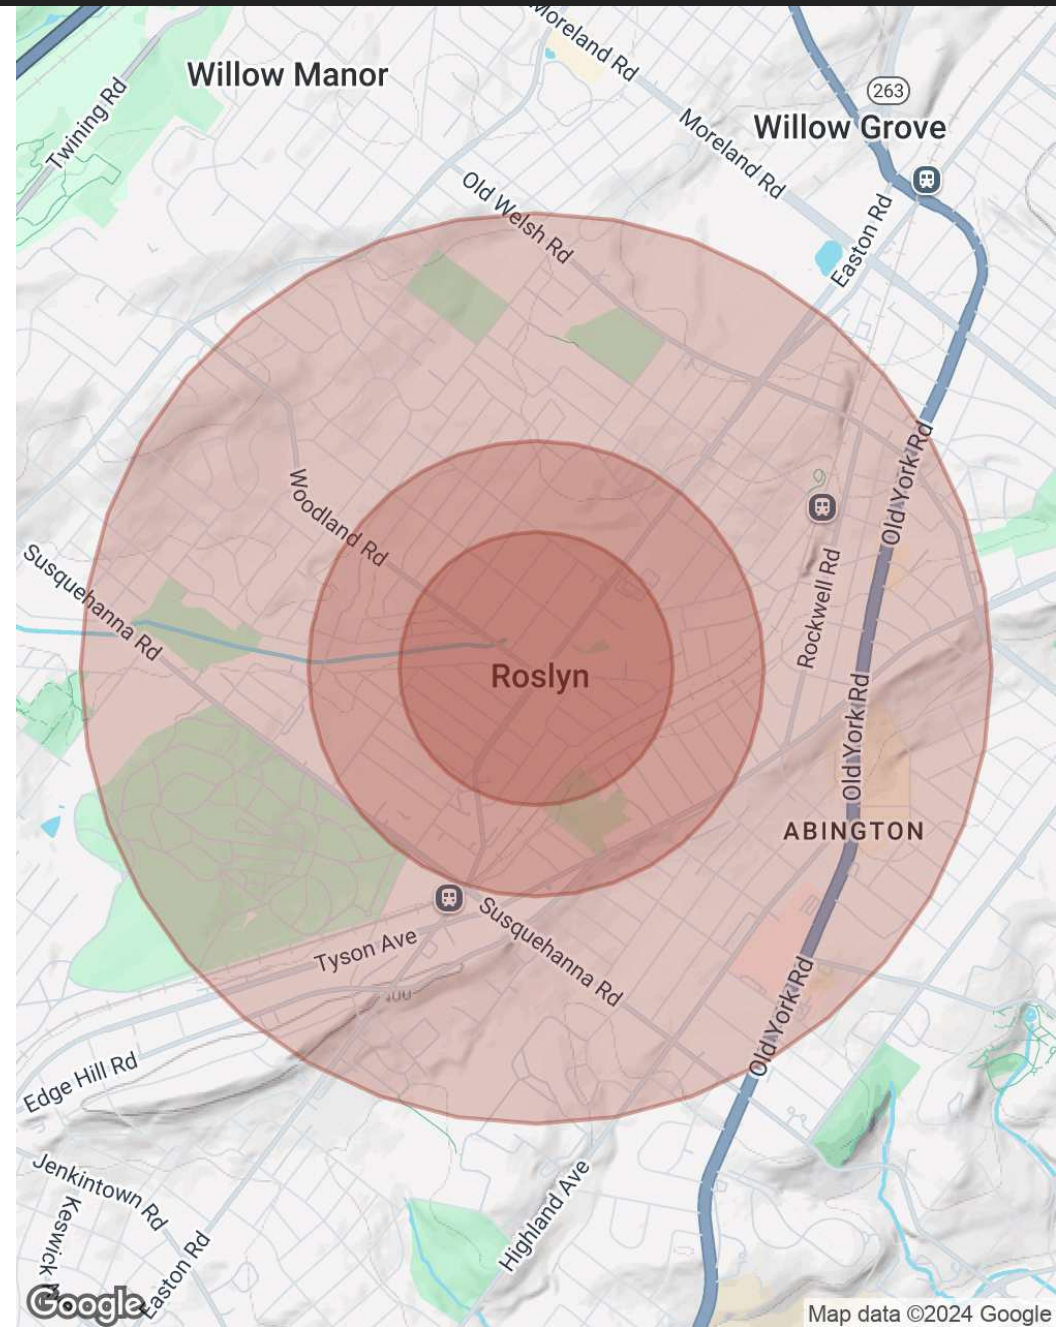 Moreland Rd
Willow Manor
Twining Rd
263
Willow Grove
Moreland Rd
Old Welsh Rd
Easton Rd
Old York Rd
Woodland Rd
Susquehanna Rd
Rockwell Rd
Roslyn
Old York Rd
ABINGTON
Susquehanna Rd
Tyson Ave
Old York Rd
Edge Hill Rd
Jenkintown Rd
Highland Ave
Keswick
Easton Rd
Google
Map data ©2024 Google